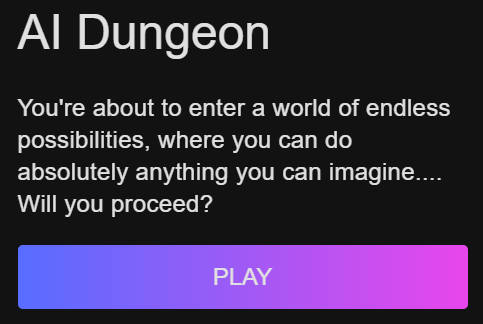 AI Dungeon
You're about to enter a world of endless
possibilities, where you can do
absolutely anything you can imagine....
Will you proceed?
PLAY